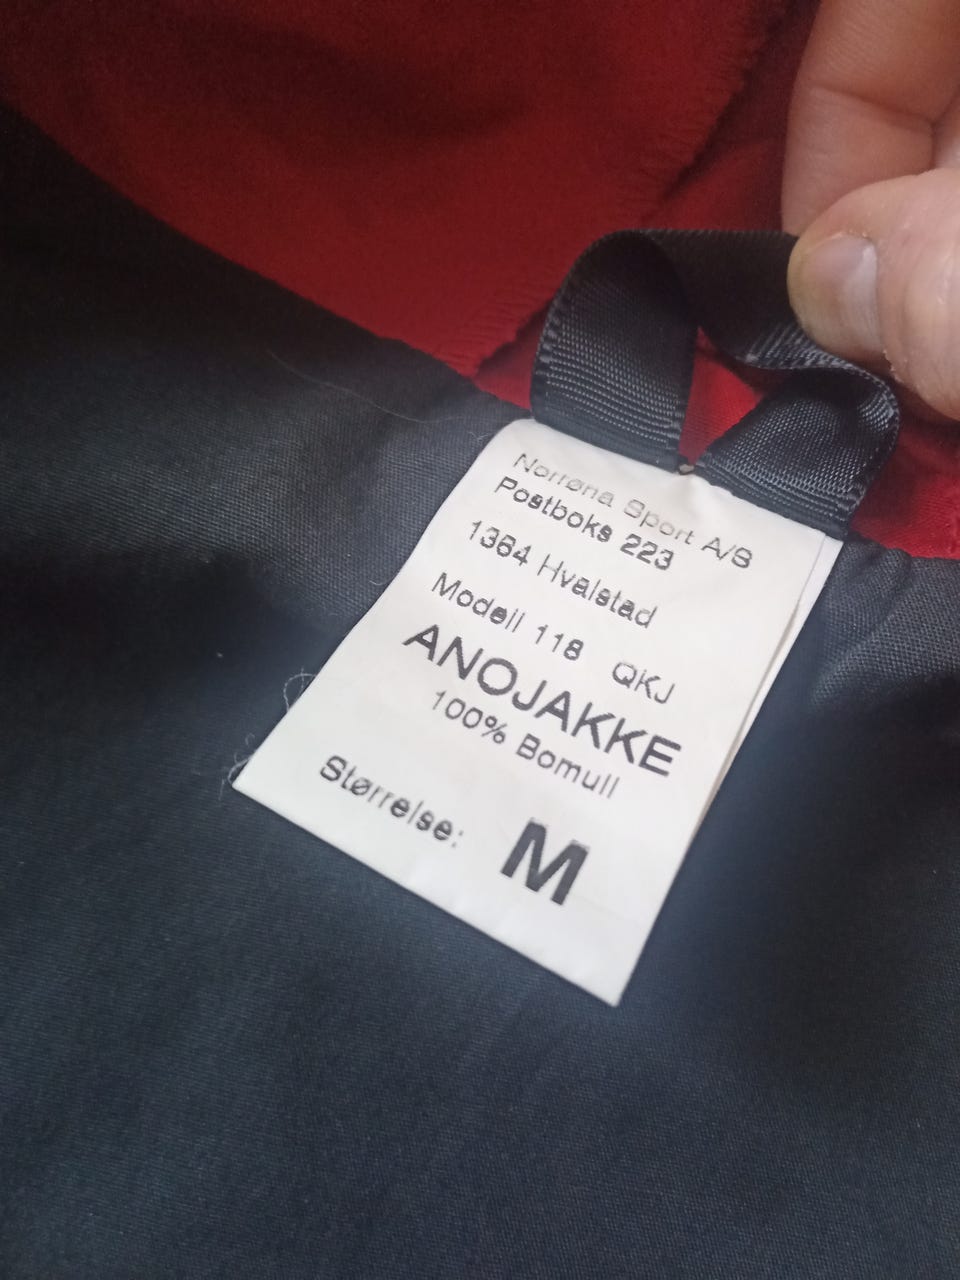 Norrøna Sport A/S
Postboks 223
1364 Hvalstad
Modell 118 QKJ
ANOJAKKE
100% Bomull
Størrelse: M